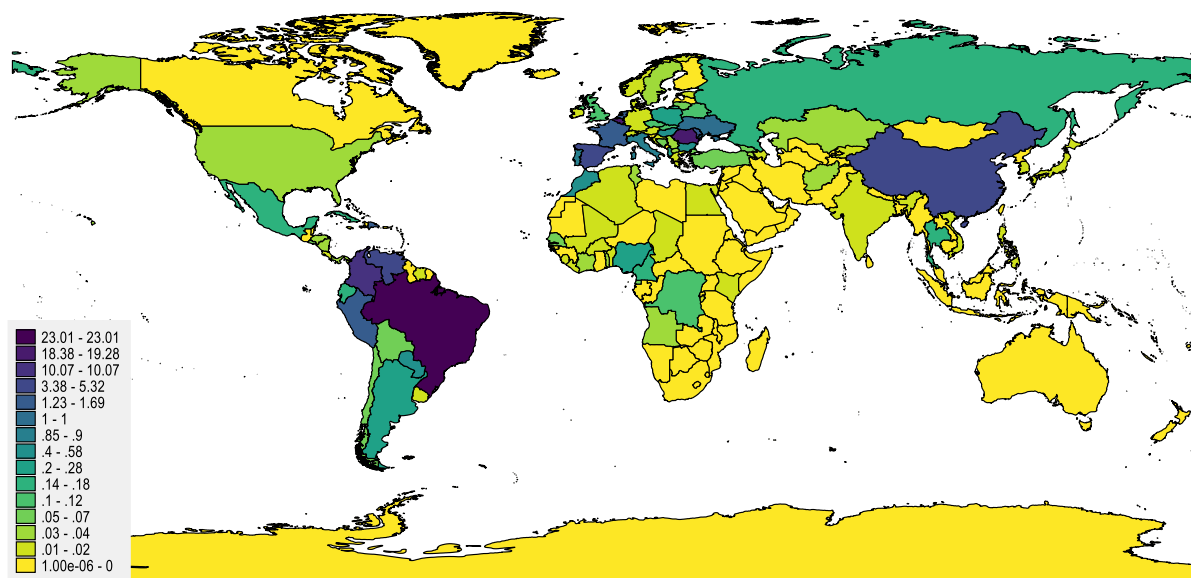 23.01 - 23.01
18.38 - 19.28
10.07 - 10.07
3.38 - 5.32
1.23 - 1.69
1 - 1
.85 - .9
.4 - .58
.2 - .28
.14 - .18
.1 - .12
.05 - .07
.03 - .04
.01 - .02
1.00e-06 - 0